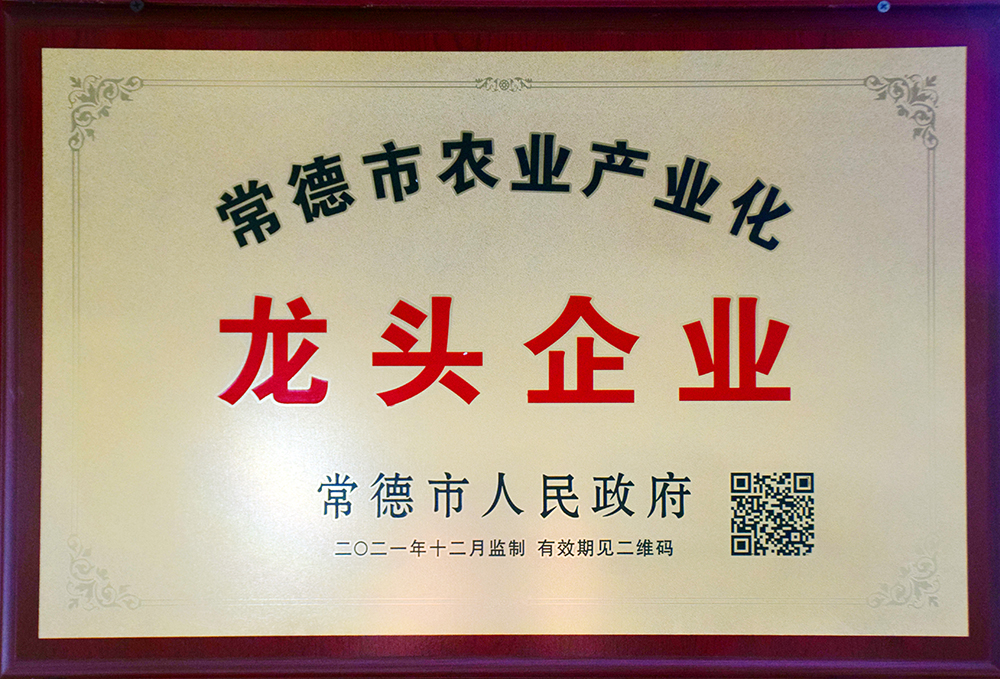 常德市农业产业化
龙头企业
常德市人民政府
二〇二一年十二月监制 有效期见二维码